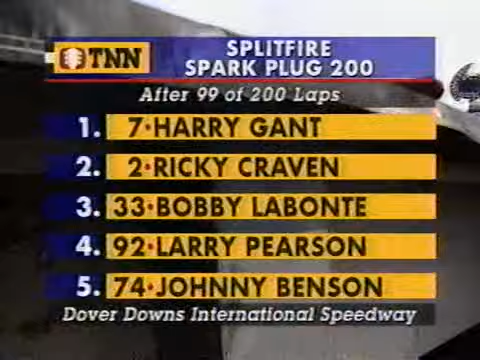 TNN
SPLITFIRE
SPARK PLUG 200
After 99 of 200 Laps
1. 7•HARRY GANT
2. 2•RICKY CRAVEN
3. 33•BOBBY LABONTE
4. 92•LARRY PEARSON
5. 74•JOHNNY BENSON
Dover Downs International Speedway